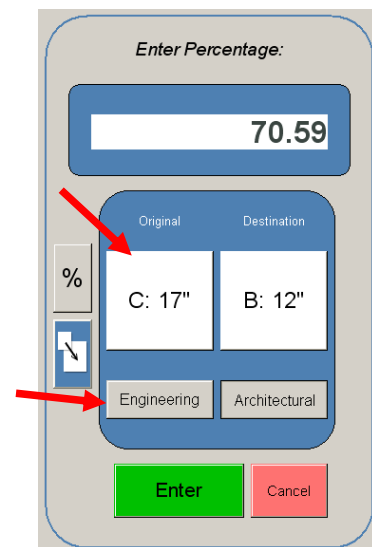 Enter Percentage:
70.59
Original Destination
%
C: 17" B: 12"
Engineering Architectural
Enter Cancel